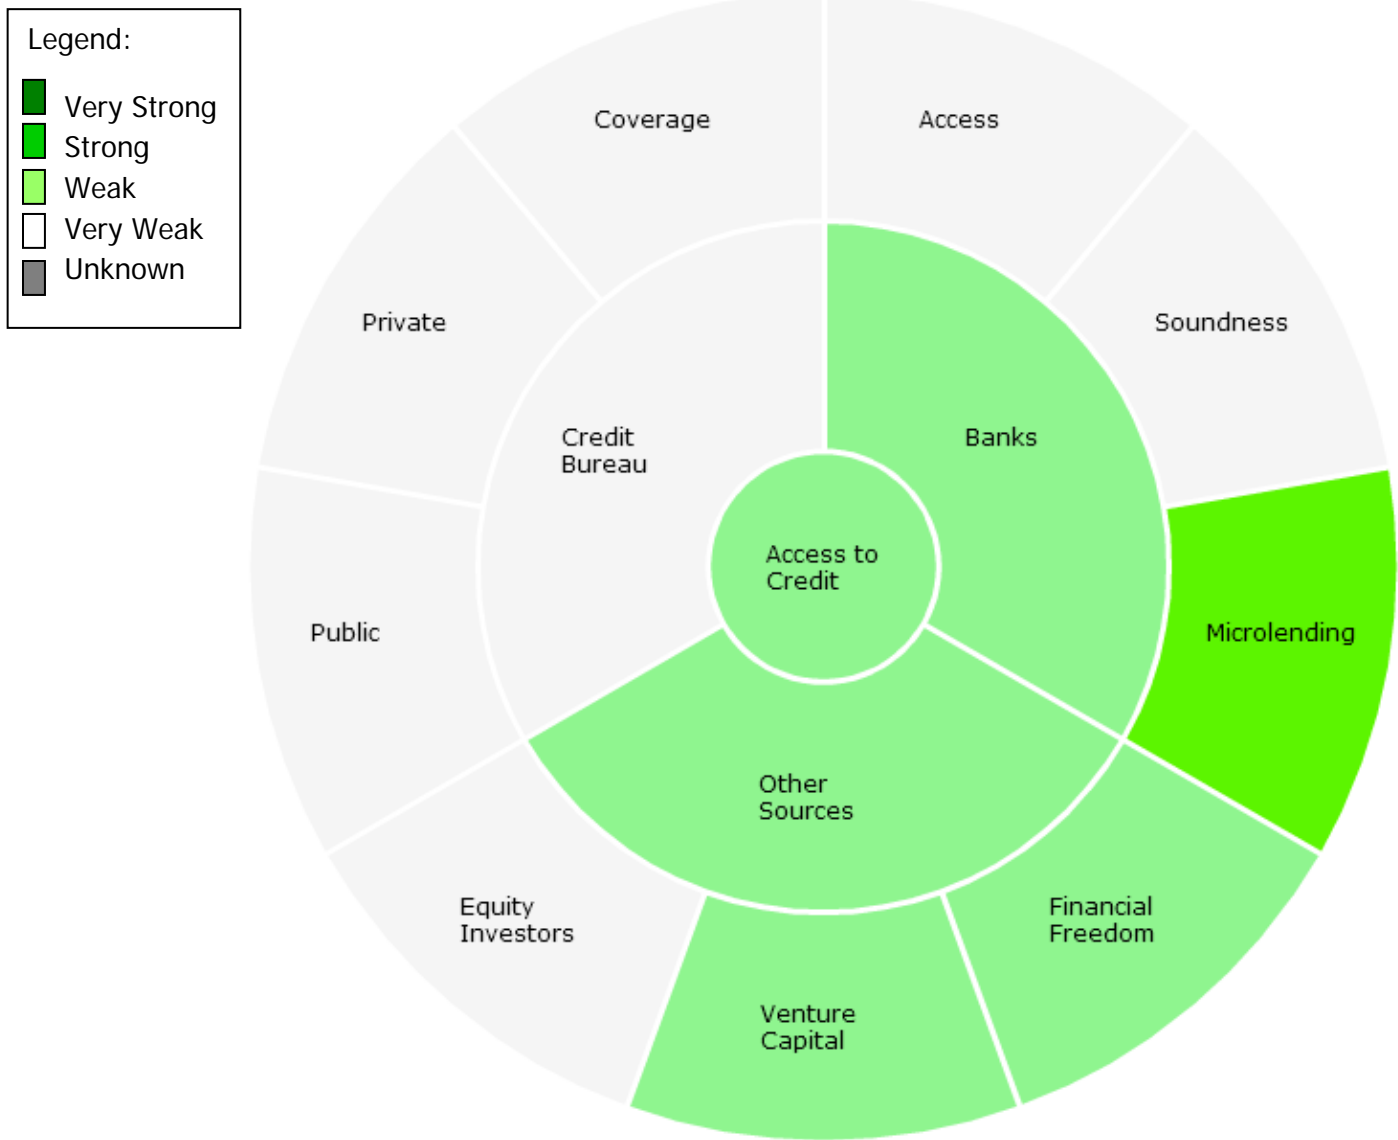 Legend:
Very Strong
Strong
Weak
Very Weak
Unknown
Coverage
Access
Private
Soundness
Credit
Bureau
Banks
Access to
Credit
Public
Microlending
Other
Sources
Equity
Investors
Financial
Freedom
Venture
Capital